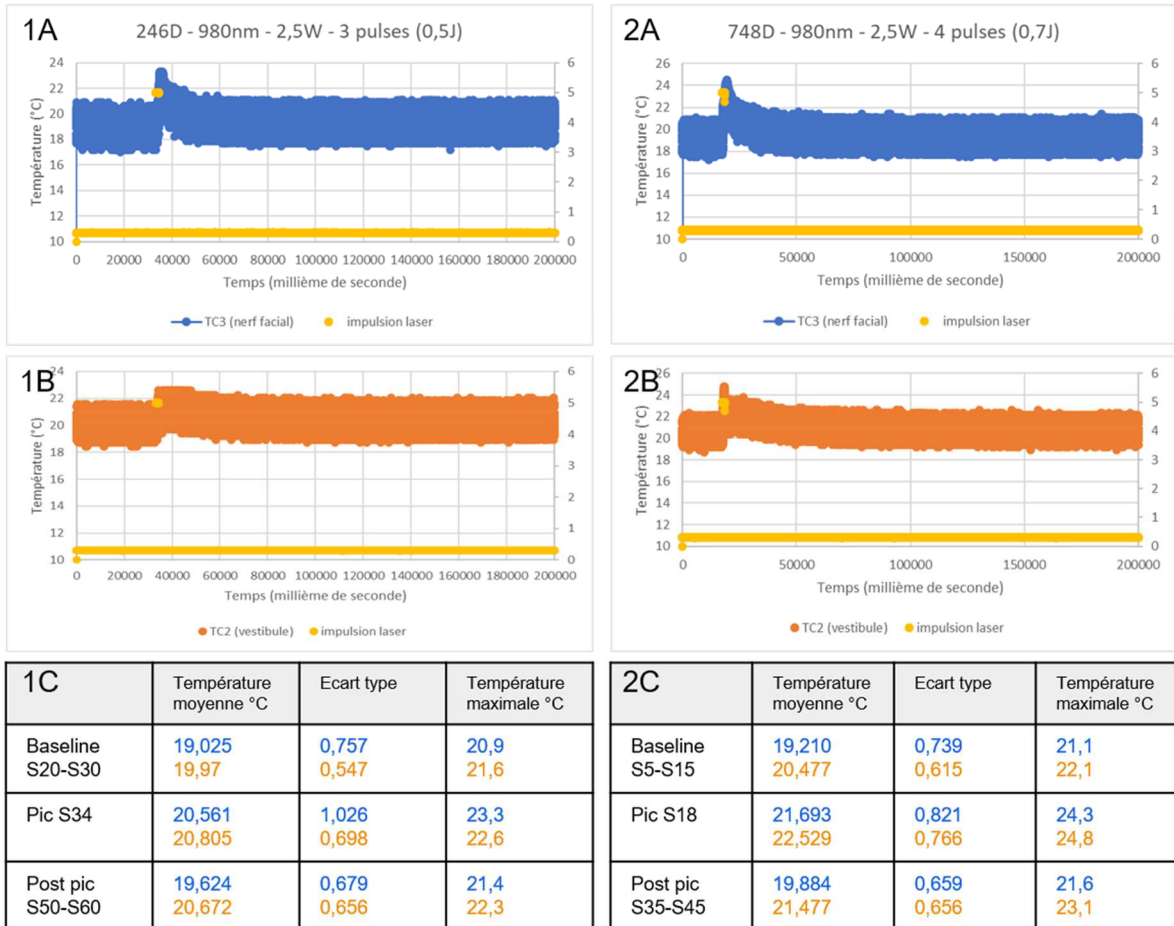 1A
246D - 980nm - 2,5W - 3 pulses (0,5J)
Température (°C)
24
22
20
18
16
14
12
10
6
5
4
3
2
1
0
0 20000 40000 60000 80000 100000 120000 140000 160000 180000 200000
Temps (millième de seconde)
TC3 (nerf facial) impulsion laser
2A
748D - 980nm - 2,5W - 4 pulses (0,7J)
Température (°C)
26
24
22
20
18
16
14
12
10
6
5
4
3
2
1
0
0 50000 100000 150000 200000
Temps (millième de seconde)
TC3 (nerf facial) impulsion laser
1B
Température (°C)
24
22
20
18
16
14
12
10
6
5
4
3
2
1
0
0 20000 40000 60000 80000 100000 120000 140000 160000 180000 200000
Temps (millième de seconde)
TC2 (vestibule) impulsion laser
2B
Température (°C)
26
24
22
20
18
16
14
12
10
6
5
4
3
2
1
0
0 50000 100000 150000 200000
Temps (millième de seconde)
TC2 (vestibule) impulsion laser
1C Température Ecart type Température
moyenne °C maximale °C
Baseline 19,025 0,757 20,9
S20-S30 19,97 0,547 21,6
Pic S34 20,561 1,026 23,3
20,805 0,698 22,6
Post pic 19,624 0,679 21,4
S50-S60 20,672 0,656 22,3
2C Température Ecart type Température
moyenne °C maximale °C
Baseline 19,210 0,739 21,1
S5-S15 20,477 0,615 22,1
Pic S18 21,693 0,821 24,3
22,529 0,766 24,8
Post pic 19,884 0,659 21,6
S35-S45 21,477 0,656 23,1